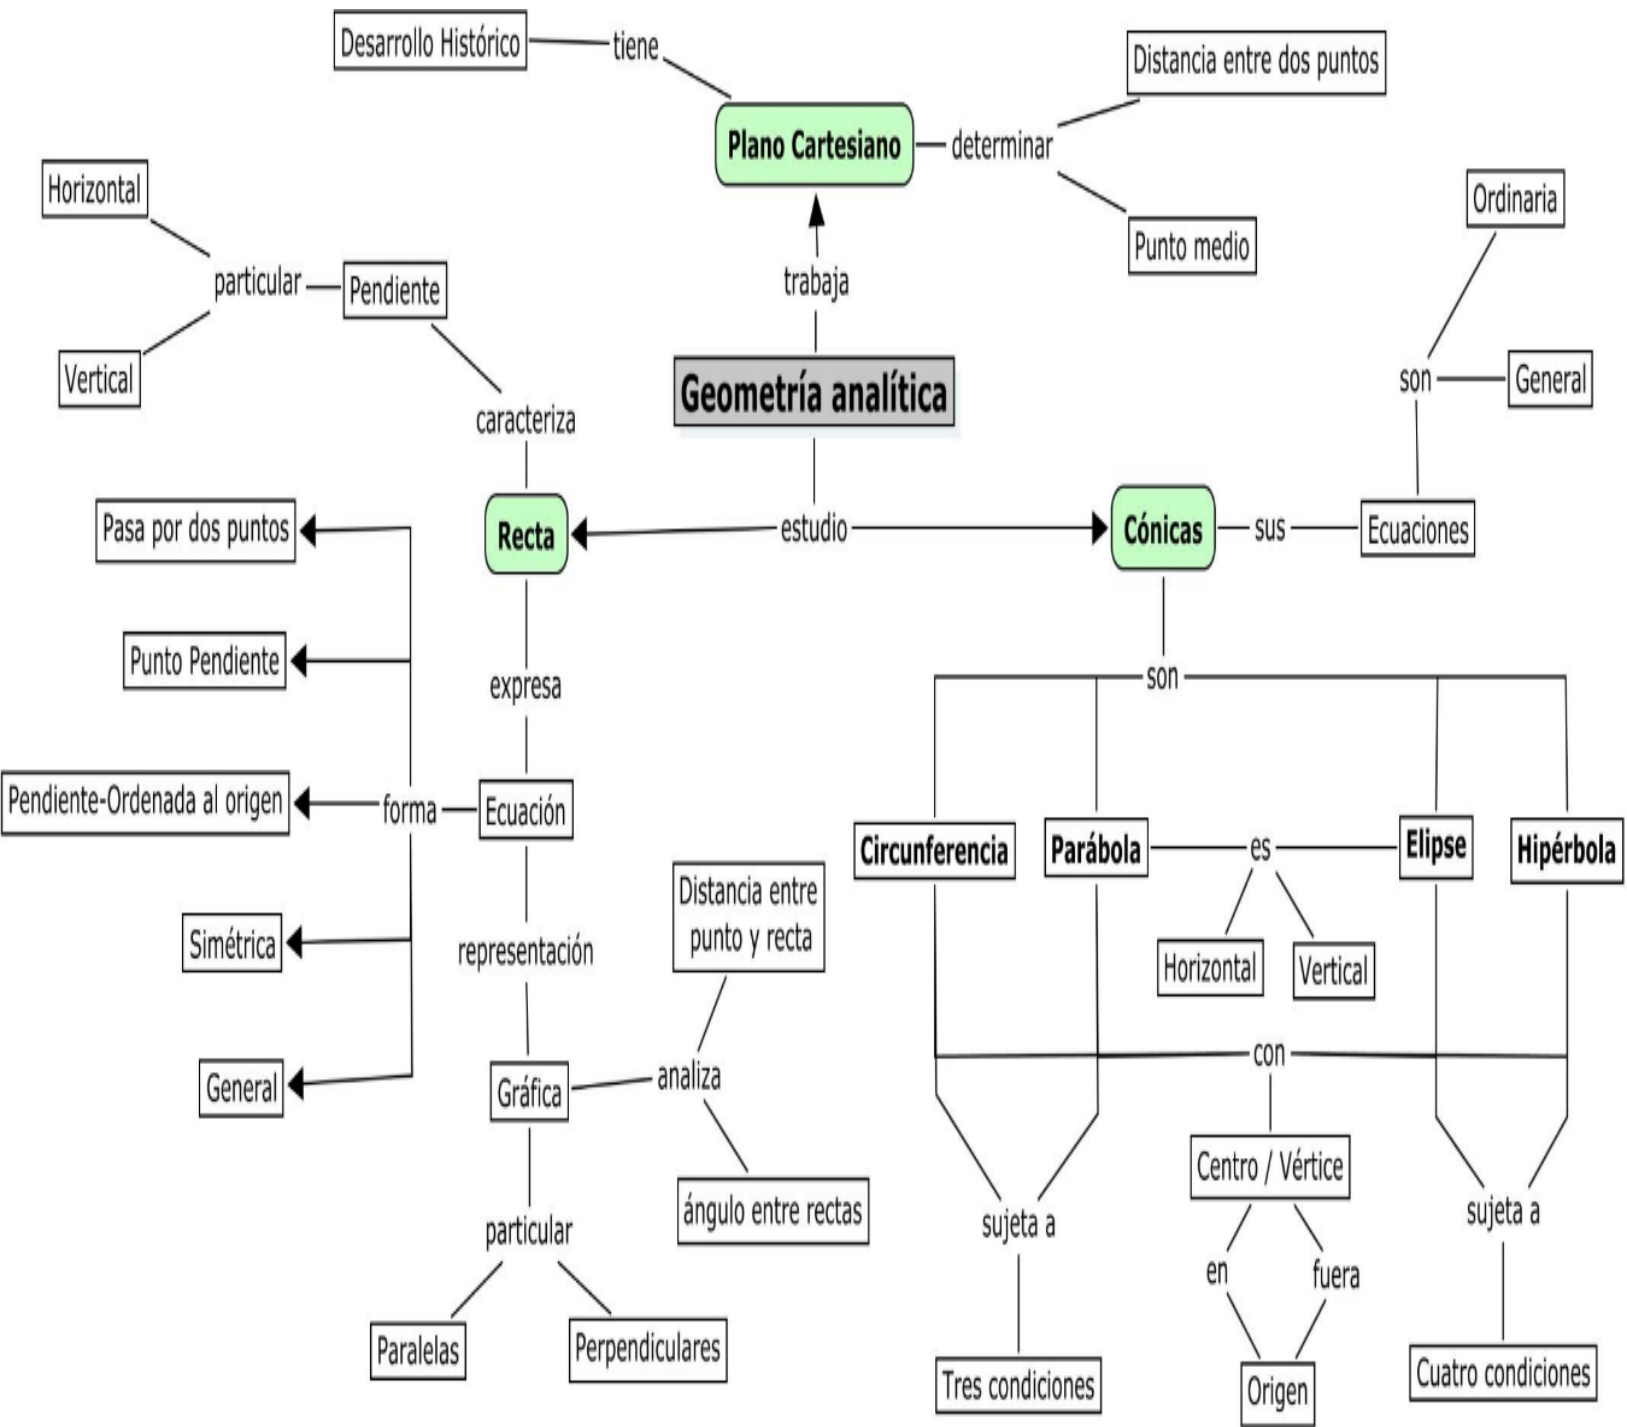 Desarrollo Histórico
tiene
Distancia entre dos puntos
Plano Cartesiano
determinar
Punto medio
Horizontal
particular
Pendiente
Vertical
trabaja
Ordinaria
son
General
Geometría analítica
caracteriza
Pasa por dos puntos
Recta
estudio
Cónicas
sus
Ecuaciones
Punto Pendiente
expresa
son
Pendiente-Ordenada al origen
forma
Ecuación
Circunferencia
Parábola
es
Elipse
Hipérbola
Distancia entre
punto y recta
Simétrica
representación
Horizontal
Vertical
General
Gráfica
analiza
con
Centro / Vértice
ángulo entre rectas
particular
sujeta a
sujeta a
en
fuera
Paralelas
Perpendiculares
Tres condiciones
Origen
Cuatro condiciones